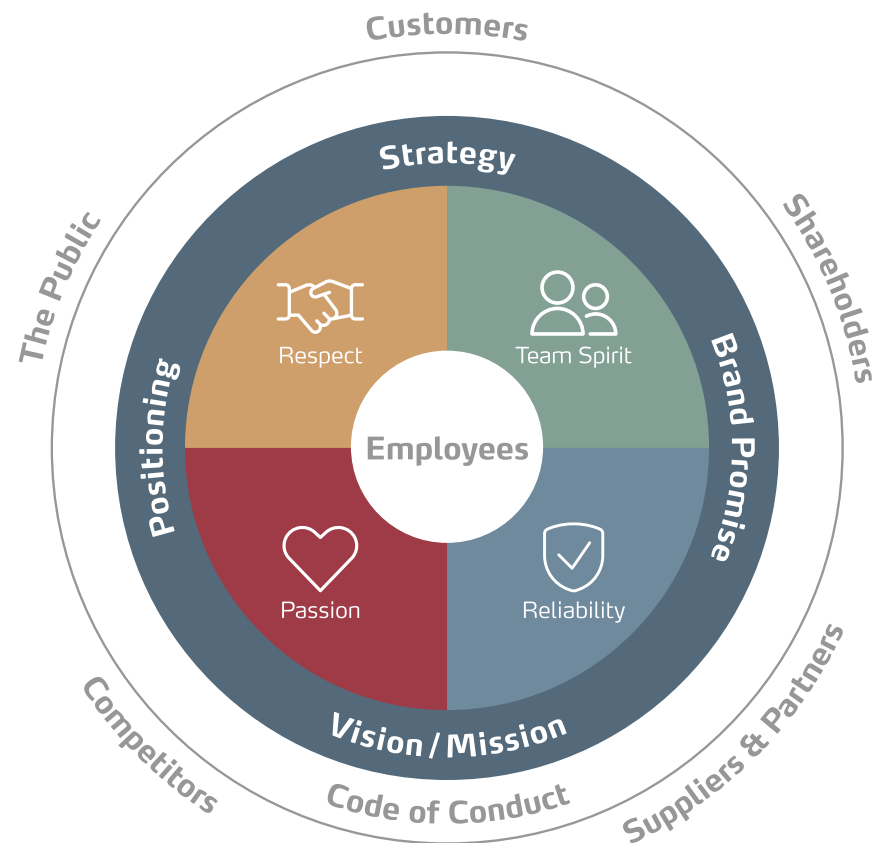 Customers
Strategy
The Public
Shareholders
Respect
Team Spirit
Positioning
Brand Promise
Employees
Passion
Reliability
Vision / Mission
Code of Conduct
Competitors
Suppliers & Partners